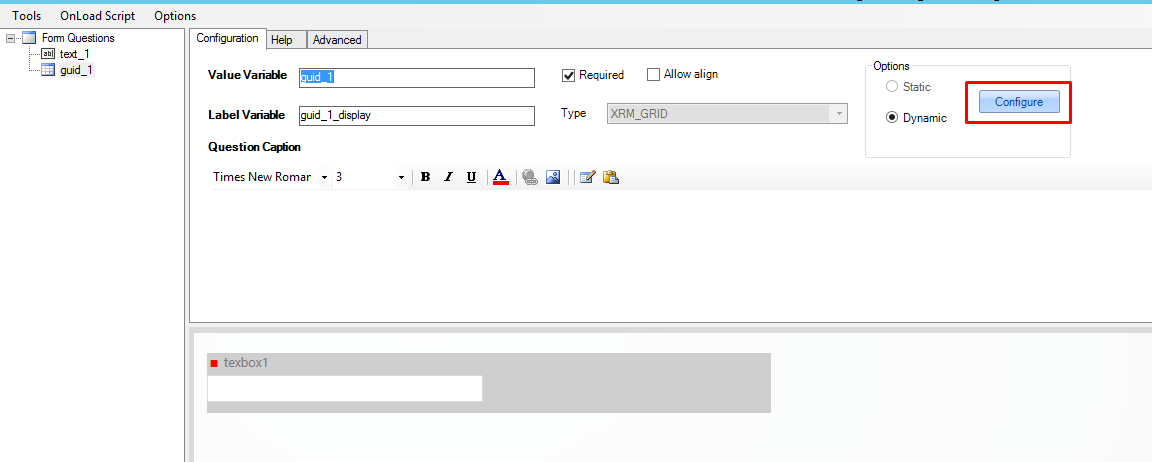 Tools OnLoad Script Options
Form Questions
text_1
guid_1
Configuration Help Advanced
Value Variable guid_1 Required Allow align
Label Variable guid_1_display Type XRM_GRID
Options
Static
Dynamic
Configure
Question Caption
Times New Roman 3 B I U A
texbox1